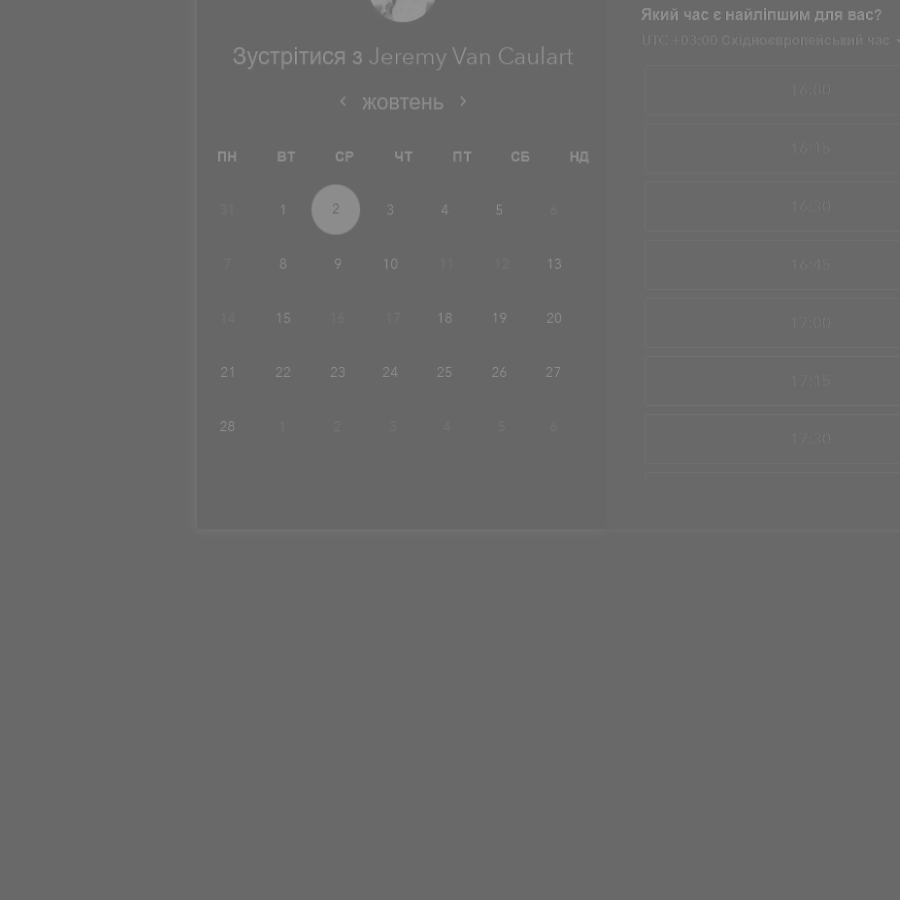 Зустрітися з Jeremy Van Caulart
‹ жовтень ›
ПН ВТ СР ЧТ ПТ СБ НД
31 1 2 3 4 5 6
7 8 9 10 11 12 13
14 15 16 17 18 19 20
21 22 23 24 25 26 27
28 1 2 3 4 5 6
Який час є найліпшим для вас?
UTC +03:00 Східноєвропейський час
16:00
16:15
16:30
16:45
17:00
17:15
17:30